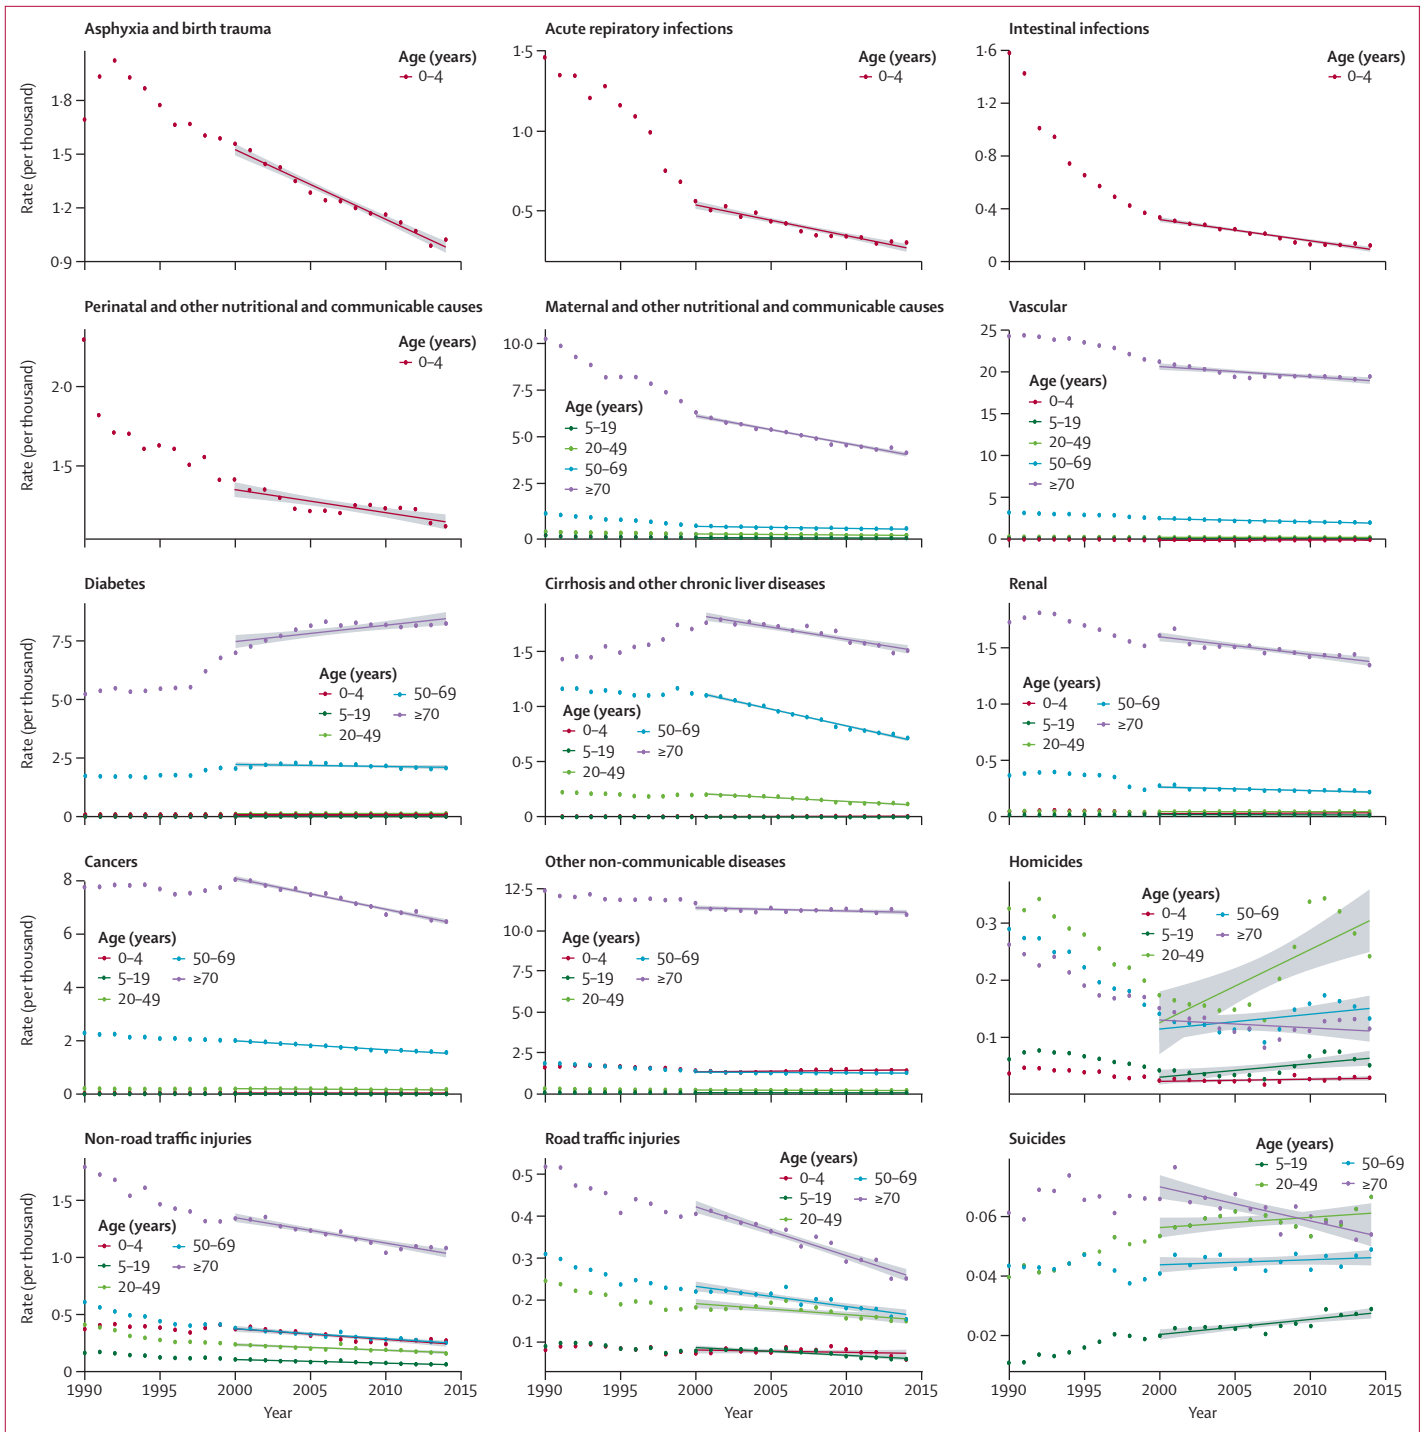 Asphyxia and birth trauma
Rate (per thousand)
1·8
1·5
1·2
0·9
Age (years)
0–4
Acute repiratory infections
1·5
1·0
0·5
Age (years)
0–4
Intestinal infections
1·6
1·2
0·8
0·4
0
Age (years)
0–4
Perinatal and other nutritional and communicable causes
Rate (per thousand)
2·0
1·5
Age (years)
0–4
Maternal and other nutritional and communicable causes
10·0
7·5
5·0
2·5
0
Age (years)
5–19
20–49
50–69
≥70
Vascular
25
20
15
10
5
0
Age (years)
0–4
5–19
20–49
50–69
≥70
Diabetes
Rate (per thousand)
7·5
5·0
2·5
0
Age (years)
0–4 50–69
5–19 ≥70
20–49
Cirrhosis and other chronic liver diseases
1·5
1·0
0·5
0
Age (years)
0–4 50–69
5–19 ≥70
20–49
Renal
1·5
1·0
0·5
0
Age (years)
0–4 50–69
5–19 ≥70
20–49
Cancers
Rate (per thousand)
8
6
4
2
0
Age (years)
0–4 50–69
5–19 ≥70
20–49
Other non-communicable diseases
12·5
10·0
7·5
5·0
2·5
0
Age (years)
0–4 50–69
5–19 ≥70
20–49
Homicides
0·3
0·2
0·1
Age (years)
0–4 50–69
5–19 ≥70
20–49
Non-road traffic injuries
Rate (per thousand)
1·5
1·0
0·5
0
Age (years)
0–4 50–69
5–19 ≥70
20–49
1990 1995 2000 2005 2010 2015
Year
Road traffic injuries
0·5
0·4
0·3
0·2
0·1
Age (years)
0–4 50–69
5–19 ≥70
20–49
1990 1995 2000 2005 2010 2015
Year
Suicides
0·06
0·04
0·02
Age (years)
5–19 50–69
20–49 ≥70
1990 1995 2000 2005 2010 2015
Year